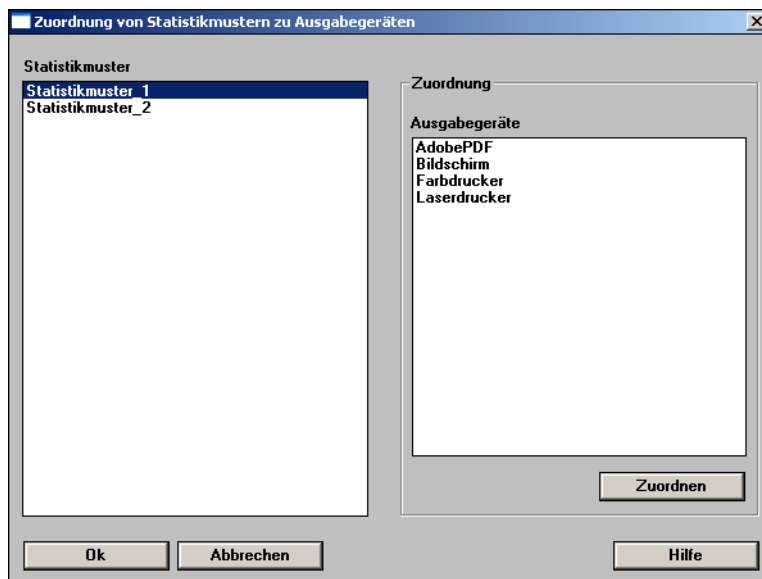 Zuordnung von Statistikmustern zu Ausgabegeräten
Statistikmuster
Statistikmuster_1
Statistikmuster_2
Zuordnung
Ausgabegeräte
AdobePDF
Bildschirm
Farbdrucker
Laserdrucker
Zuordnen
Ok
Abbrechen
Hilfe